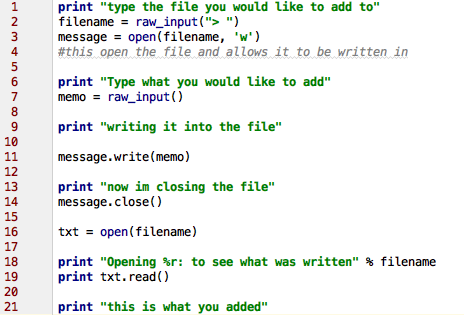 1 print "type the file you would like to add to"
2 filename = raw_input("> ")
3 message = open(filename, 'w')
4 #this open the file and allows it to be written in
5
6 print "Type what you would like to add"
7 memo = raw_input()
8
9 print "writing it into the file"
10
11 message.write(memo)
12
13 print "now im closing the file"
14 message.close()
15
16 txt = open(filename)
17
18 print "Opening %r: to see what was written" % filename
19 print txt.read()
20
21 print "this is what you added"